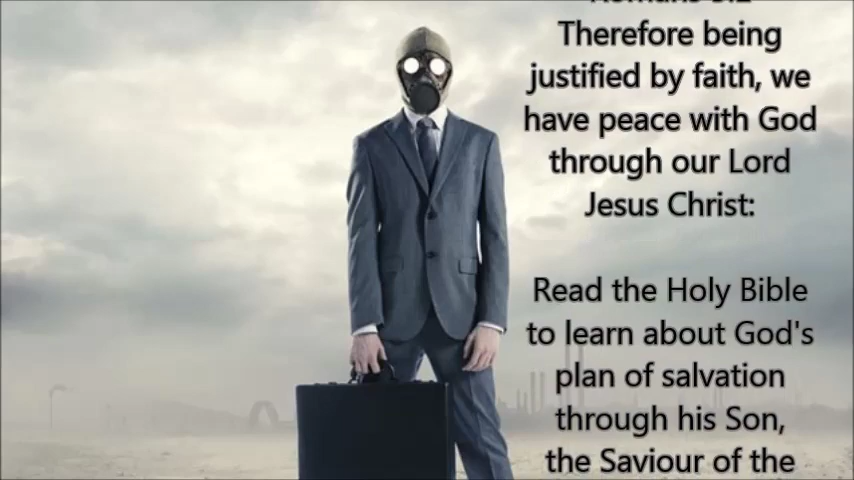 Therefore being
justified by faith, we
have peace with God
through our Lord
Jesus Christ:
Read the Holy Bible
to learn about God's
plan of salvation
through his Son,
the Saviour of the